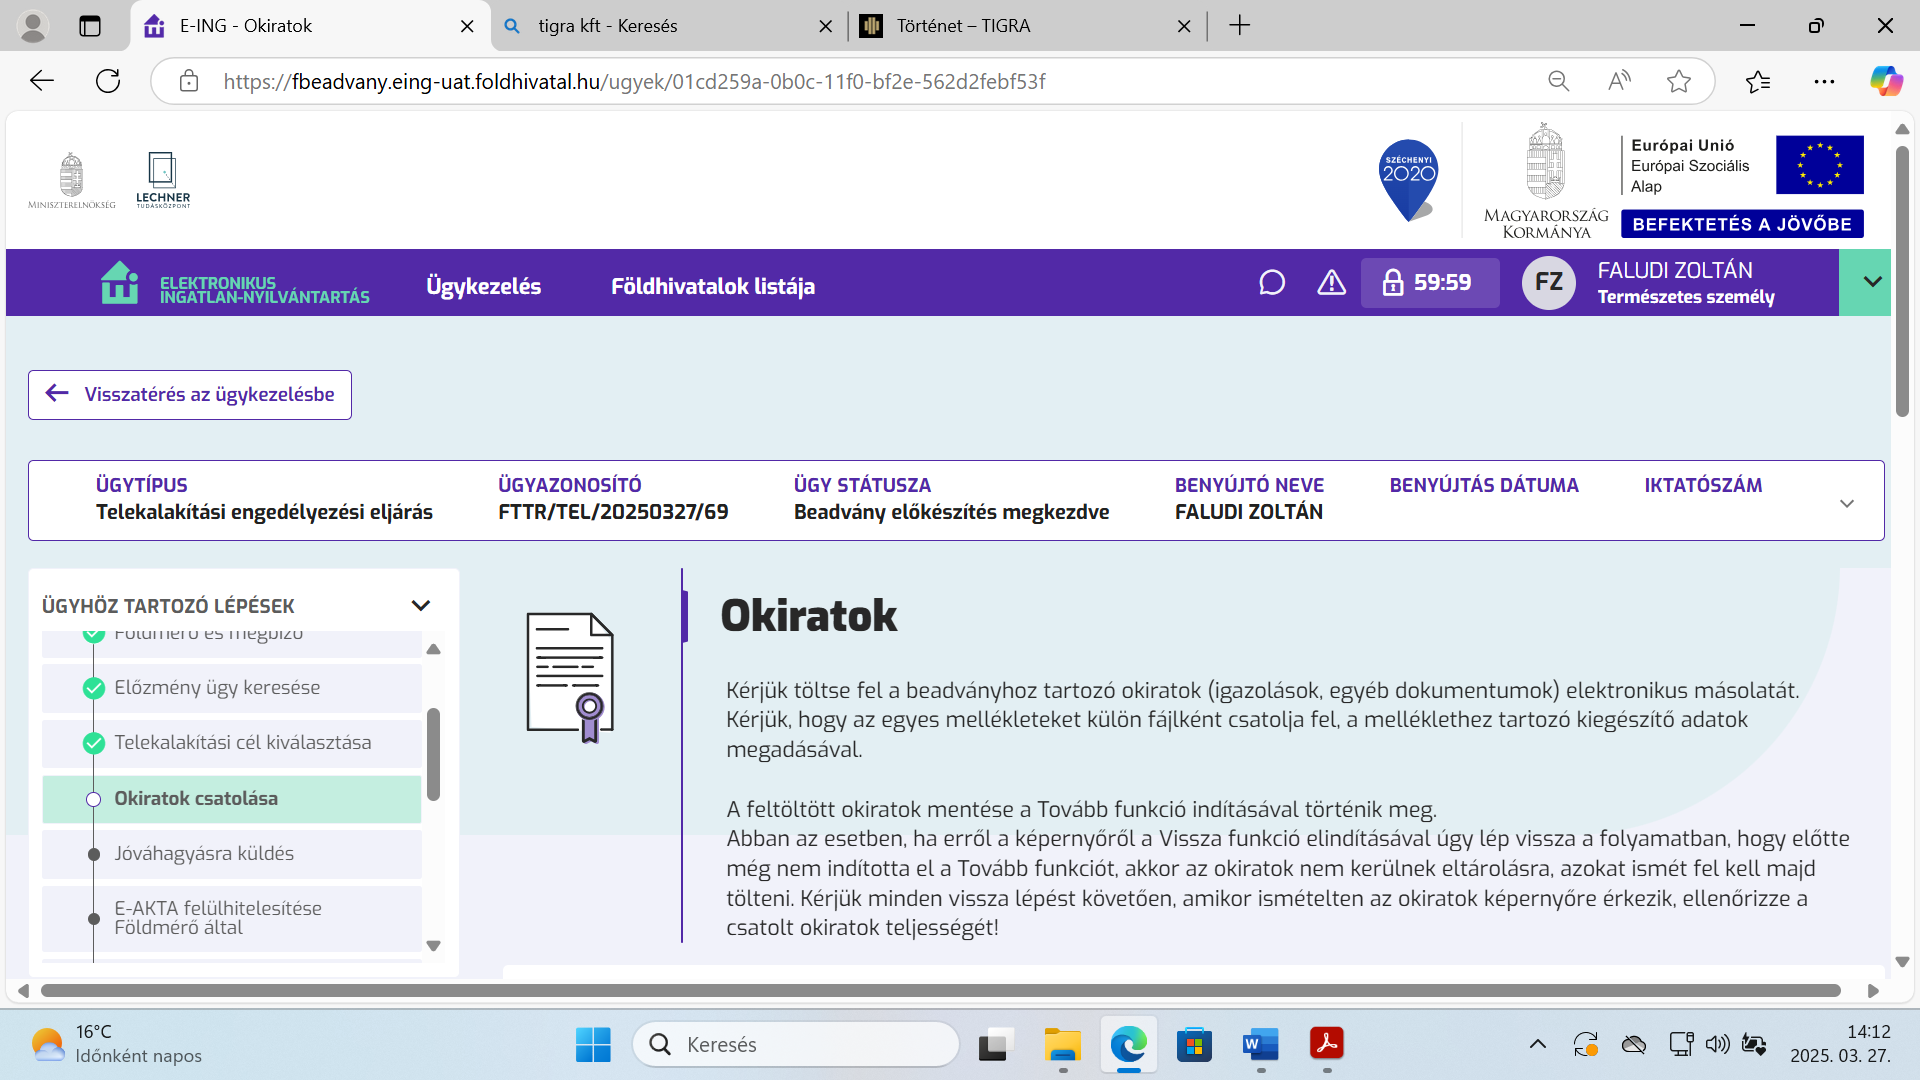 E-ING - Okiratok
tigra kft - Keresés
Történet – TIGRA
https://fbeadvany.eing-uat.foldhivatal.hu/ugyek/01cd259a-0b0c-11f0-bf2e-562d2febf53f
MINISZTERELNÖKSÉG
LECHNER
TUDÁSKÖZPONT
SZÉCHENYI
2020
MAGYARORSZÁG
KORMÁNYA
Európai Unió
Európai Szociális
Alap
BEFEKTETÉS A JÖVŐBE
ELEKTRONIKUS
INGATLAN-NYILVÁNTARTÁS
Ügykezelés
Földhivatalok listája
59:59
FZ
FALUDI ZOLTÁN
Természetes személy
Visszatérés az ügykezelésbe
ÜGYTÍPUS
Telekalakítási engedélyezési eljárás
ÜGYAZONOSÍTÓ
FTTR/TEL/20250327/69
ÜGY STÁTUSZA
Beadvány előkészítés megkezdve
BENYÚJTÓ NEVE
FALUDI ZOLTÁN
BENYÚJTÁS DÁTUMA
IKTATÓSZÁM
ÜGYHÖZ TARTOZÓ LÉPÉSEK
Földmérő és megbízó
Előzmény ügy keresése
Telekalakítási cél kiválasztása
Okiratok csatolása
Jóváhagyásra küldés
E-AKTA felülhitelesítése
Földmérő által
Okiratok
Kérjük töltse fel a beadványhoz tartozó okiratok (igazolások, egyéb dokumentumok) elektronikus másolatát.
Kérjük, hogy az egyes mellékleteket külön fájlként csatolja fel, a melléklethez tartozó kiegészítő adatok
megadásával.
A feltöltött okiratok mentése a Tovább funkció indításával történik meg.
Abban az esetben, ha erről a képernyőről a Vissza funkció elindításával úgy lép vissza a folyamatban, hogy előtte
még nem indította el a Tovább funkciót, akkor az okiratok nem kerülnek eltárolásra, azokat ismét fel kell majd
tölteni. Kérjük minden vissza lépést követően, amikor ismételten az okiratok képernyőre érkezik, ellenőrizze a
csatolt okiratok teljességét!
16°C
Időnként napos
Keresés
14:12
2025. 03. 27.